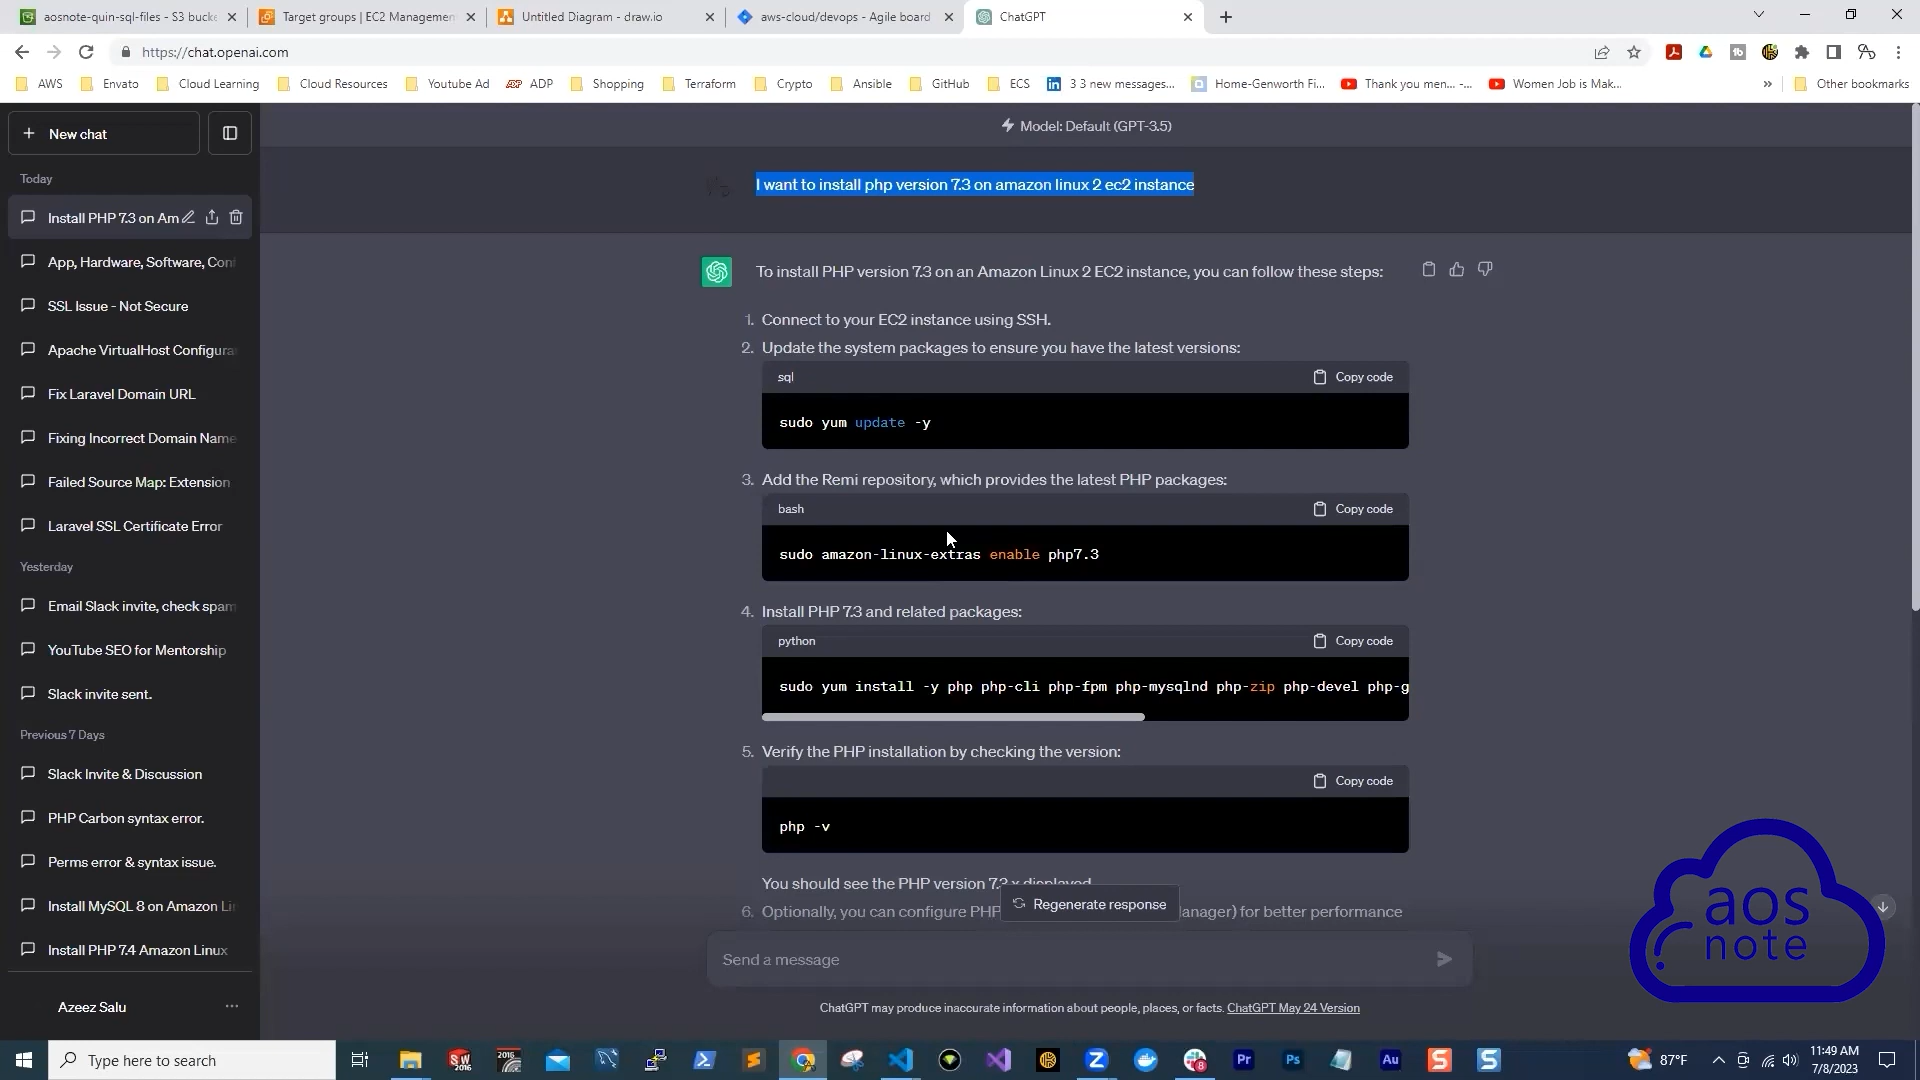 aosnote-quin-sql-files - S3 bucke
Target groups | EC2 Managemen
Untitled Diagram - draw.io
aws-cloud/devops - Agile board
ChatGPT
https://chat.openai.com
AWS
Envato
Cloud Learning
Cloud Resources
Youtube Ad
ADP
Shopping
Terraform
Crypto
Ansible
GitHub
ECS
3 3 new messages...
Home-Genworth Fi...
Thank you men... -...
Women Job is Mak...
Other bookmarks
New chat
Model: Default (GPT-3.5)
Today
Install PHP 7.3 on Am
App, Hardware, Software, Con
SSL Issue - Not Secure
Apache VirtualHost Configura
Fix Laravel Domain URL
Fixing Incorrect Domain Name
Failed Source Map: Extension
Laravel SSL Certificate Error
Yesterday
Email Slack invite, check spam
YouTube SEO for Mentorship
Slack invite sent.
Previous 7 Days
Slack Invite & Discussion
PHP Carbon syntax error.
Perms error & syntax issue.
Install MySQL 8 on Amazon Li
Install PHP 7.4 Amazon Linux
Azeez Salu
I want to install php version 7.3 on amazon linux 2 ec2 instance
To install PHP version 7.3 on an Amazon Linux 2 EC2 instance, you can follow these steps:
1. Connect to your EC2 instance using SSH.
2. Update the system packages to ensure you have the latest versions:
sql
Copy code
sudo yum update -y
3. Add the Remi repository, which provides the latest PHP packages:
bash
Copy code
sudo amazon-linux-extras enable php7.3
4. Install PHP 7.3 and related packages:
python
Copy code
sudo yum install -y php php-cli php-fpm php-mysqlnd php-zip php-devel php-g
5. Verify the PHP installation by checking the version:
Copy code
php -v
You should see the PHP version 7.3.x displayed
Regenerate response
6. Optionally, you can configure PHP anager) for better performance
Send a message
ChatGPT may produce inaccurate information about people, places, or facts. ChatGPT May 24 Version
aos
note
Type here to search
SW
2016
2016
8
Pr
Ps
Au
S
S
87°F
11:49 AM
7/8/2023